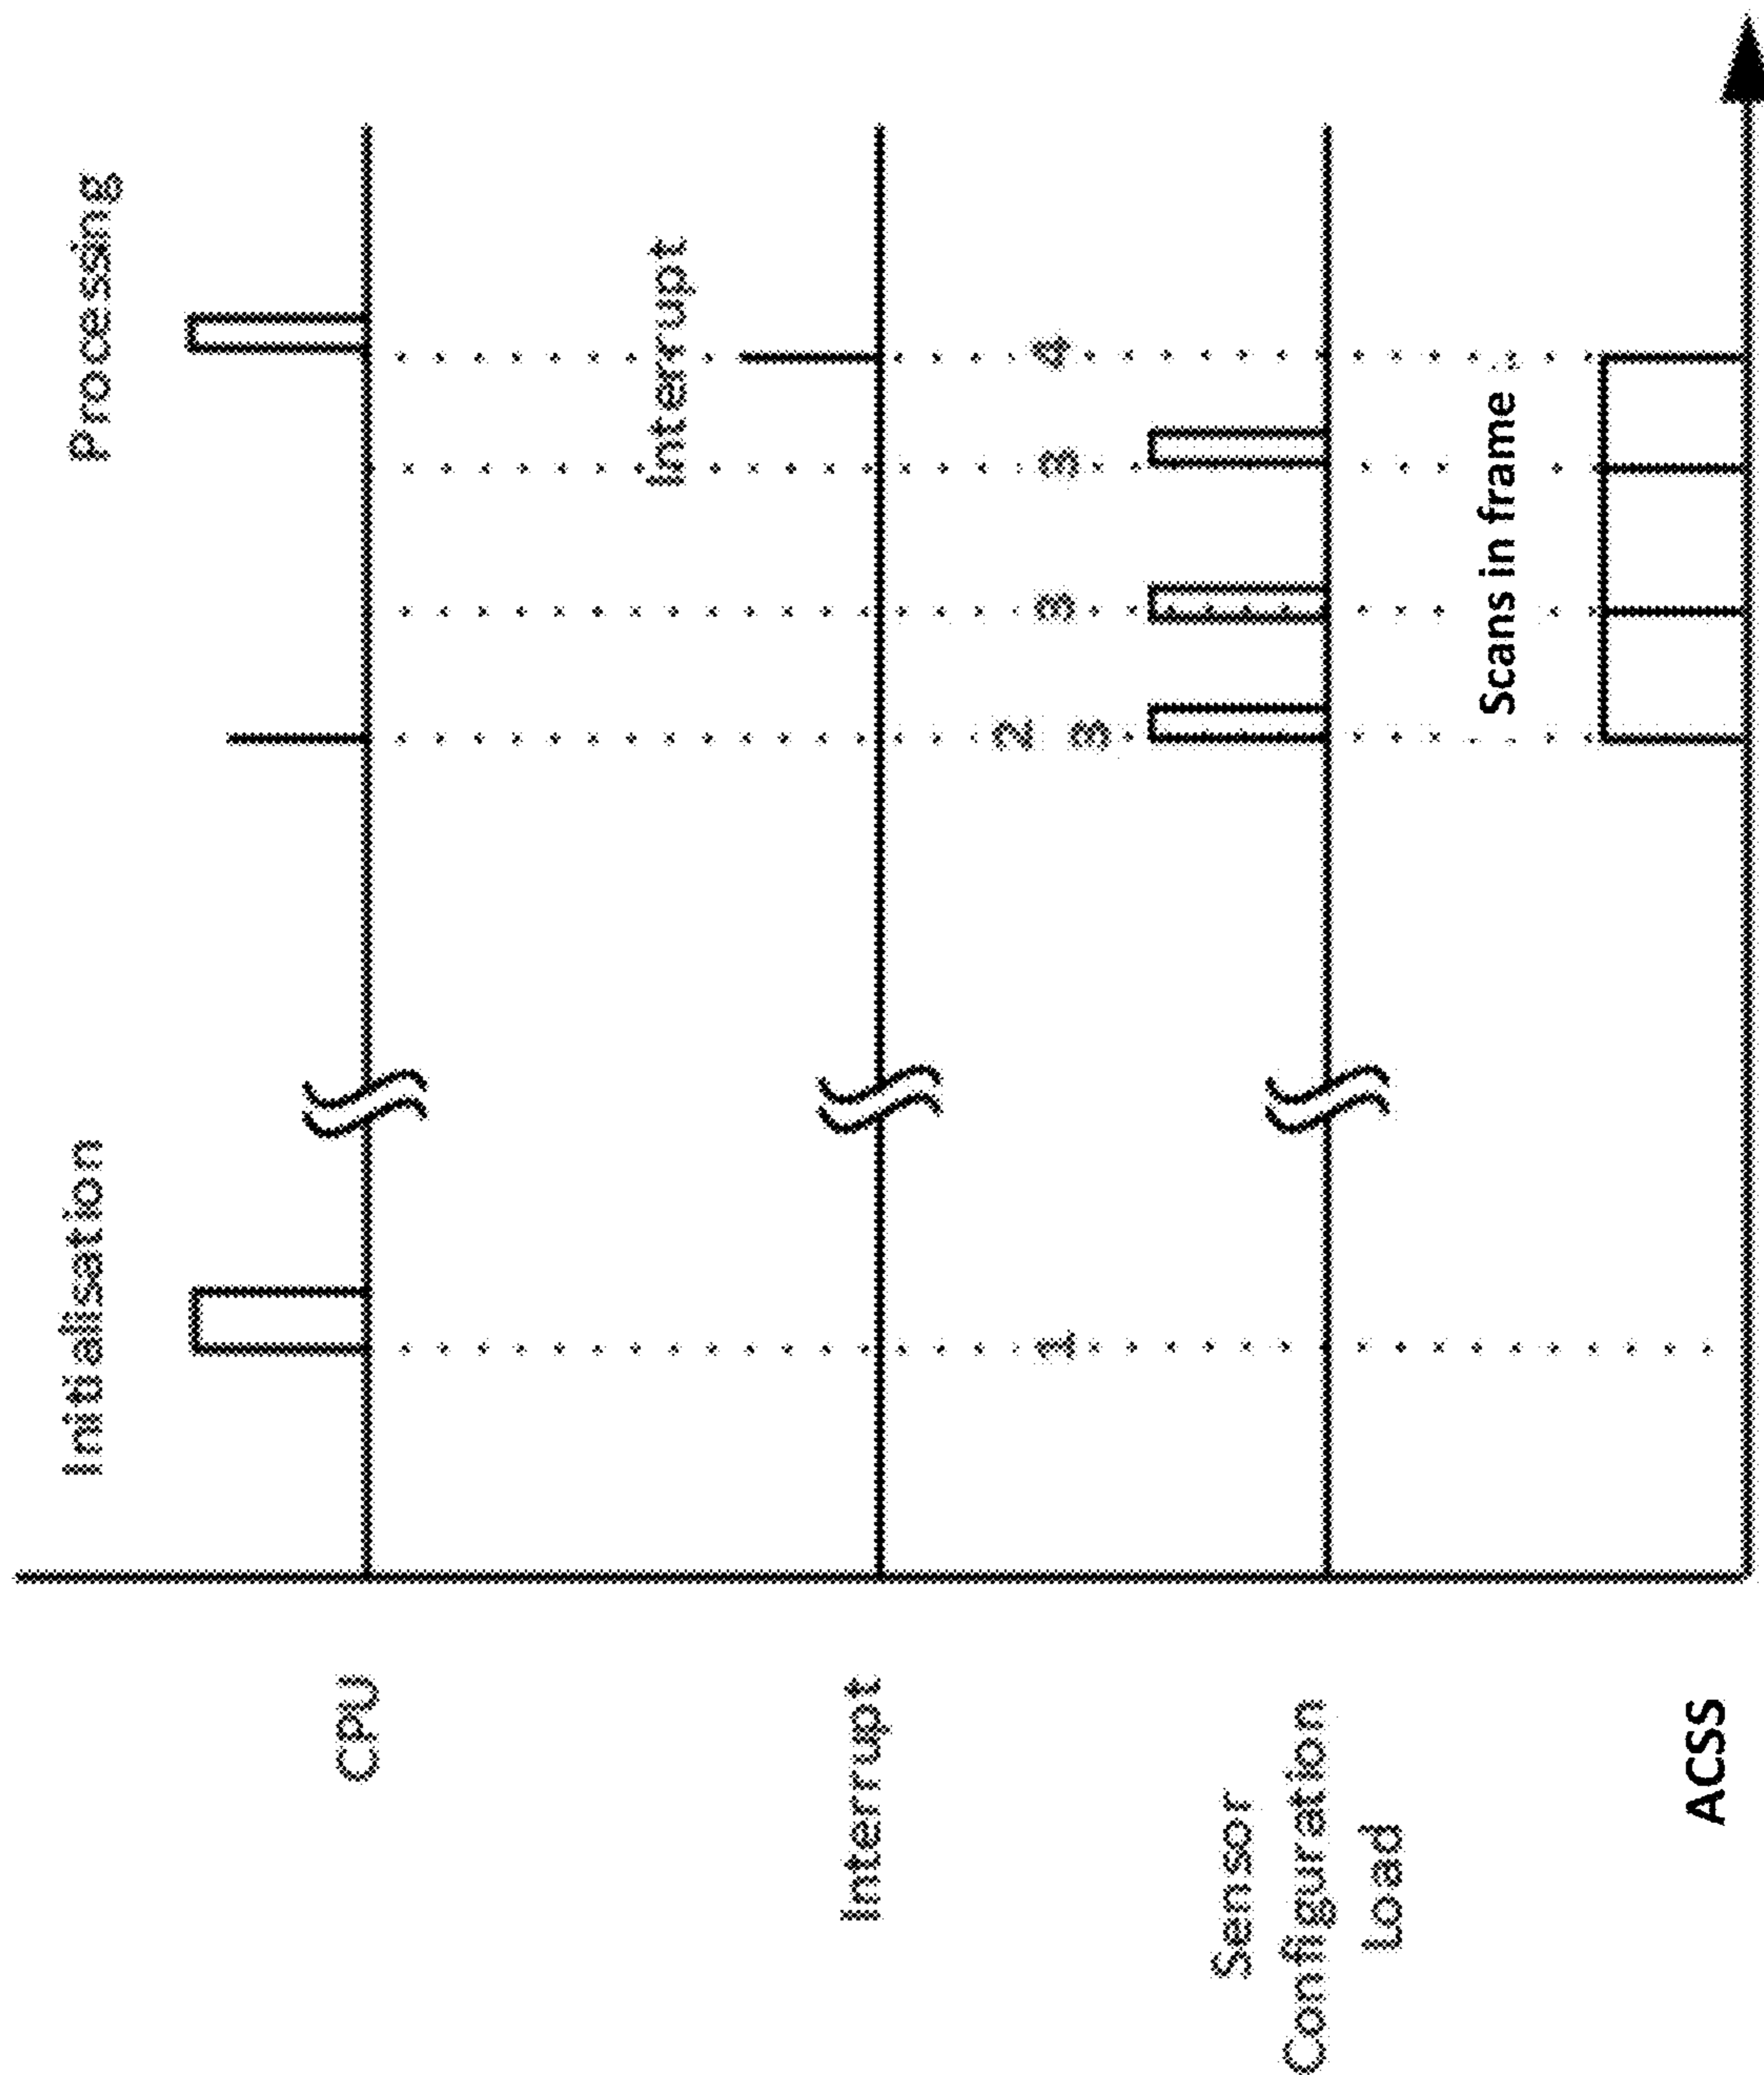 Initialisation
Processing
CPU
Interrupt
Interrupt
1
2
3
3
3
4
Sensor
Configuration
Load
Scans in frame
ACSS